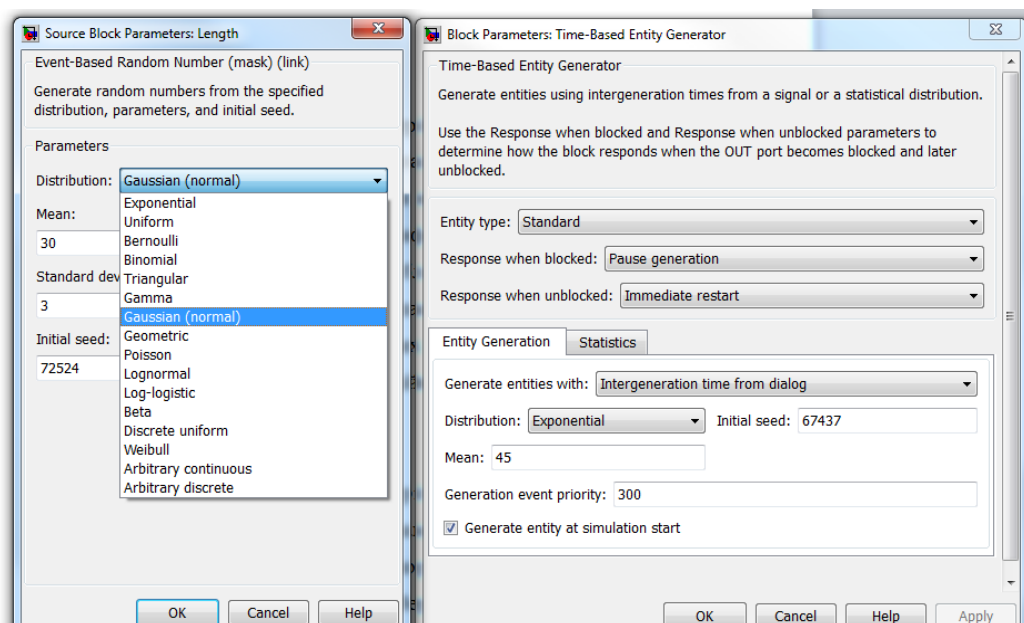 Source Block Parameters: Length
Event-Based Random Number (mask) (link)
Generate random numbers from the specified
distribution, parameters, and initial seed.
Parameters
Distribution: Gaussian (normal)
Exponential
Uniform
Bernoulli
Binomial
Triangular
Gamma
Gaussian (normal)
Geometric
Poisson
Lognormal
Log-logistic
Beta
Discrete uniform
Weibull
Arbitrary continuous
Arbitrary discrete
Mean:
30
Standard dev
3
Initial seed:
72524
OK Cancel Help
Block Parameters: Time-Based Entity Generator
Time-Based Entity Generator
Generate entities using intergeneration times from a signal or a statistical distribution.
Use the Response when blocked and Response when unblocked parameters to
determine how the block responds when the OUT port becomes blocked and later
unblocked.
Entity type: Standard
Response when blocked: Pause generation
Response when unblocked: Immediate restart
Entity Generation Statistics
Generate entities with: Intergeneration time from dialog
Distribution: Exponential Initial seed: 67437
Mean: 45
Generation event priority: 300
Generate entity at simulation start
OK Cancel Help Apply